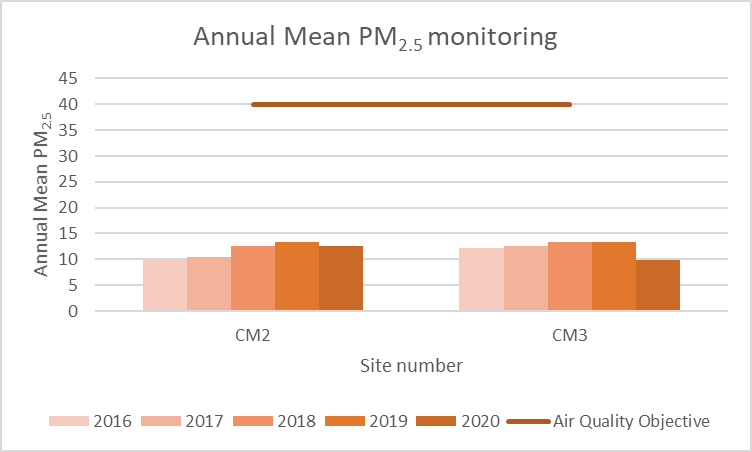 Annual Mean PM2.5 monitoring
Annual Mean PM2.5
45
40
35
30
25
20
15
10
5
0
CM2 CM3
Site number
2016 2017 2018 2019 2020 Air Quality Objective